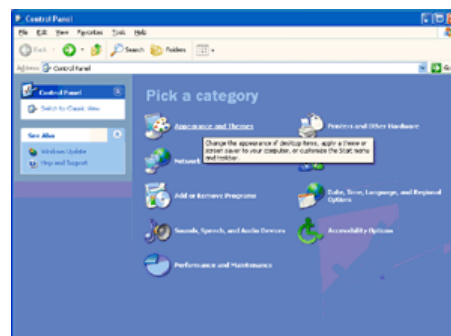 Control Panel
File Edit View Favorites Tools Help
Back Search Folders
Address Control Panel Go
Control Panel
Switch to Classic View
See Also
Windows Update
Help and Support
Pick a category
Appearance and Themes
Printers and Other Hardware
Change the appearance of desktop items, apply a theme or
screen saver to your computer, or customize the Start menu
and taskbar.
Network
Add or Remove Programs
Date, Time, Language, and Regional
Options
Sounds, Speech, and Audio Devices
Accessibility Options
Performance and Maintenance